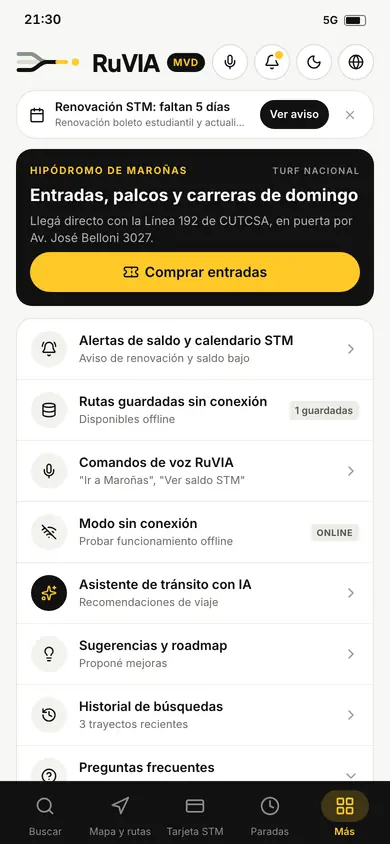 21:30
5G
RuVIA
MVD
Renovación STM: faltan 5 días
Renovación boleto estudiantil y actuali...
Ver aviso
HIPÓDROMO DE MAROÑAS
TURF NACIONAL
Entradas, palcos y carreras de domingo
Llegá directo con la Línea 192 de CUTCSA, en puerta por
Av. José Belloni 3027.
Comprar entradas
Alertas de saldo y calendario STM
Aviso de renovación y saldo bajo
Rutas guardadas sin conexión
Disponibles offline
1 guardadas
Comandos de voz RuVIA
"Ir a Maroñas", "Ver saldo STM"
Modo sin conexión
Probar funcionamiento offline
ONLINE
Asistente de tránsito con IA
Recomendaciones de viaje
Sugerencias y roadmap
Proponé mejoras
Historial de búsquedas
3 trayectos recientes
Preguntas frecuentes
Buscar
Mapa y rutas
Tarjeta STM
Paradas
Más